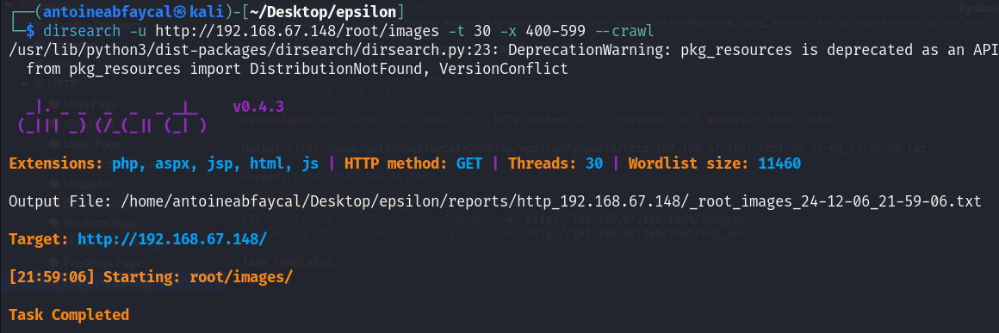 ┌──(antoineabfaycal㉿kali)-[~/Desktop/epsilon]
└─$ dirsearch -u http://192.168.67.148/root/images -t 30 -x 400-599 --crawl
/usr/lib/python3/dist-packages/dirsearch/dirsearch.py:23: DeprecationWarning: pkg_resources is deprecated as an API
  from pkg_resources import DistributionNotFound, VersionConflict
v0.4.3
Extensions: php, aspx, jsp, html, js | HTTP method: GET | Threads: 30 | Wordlist size: 11460
Output File: /home/antoineabfaycal/Desktop/epsilon/reports/http_192.168.67.148/_root_images_24-12-06_21-59-06.txt
Target: http://192.168.67.148/
[21:59:06] Starting: root/images/
Task Completed